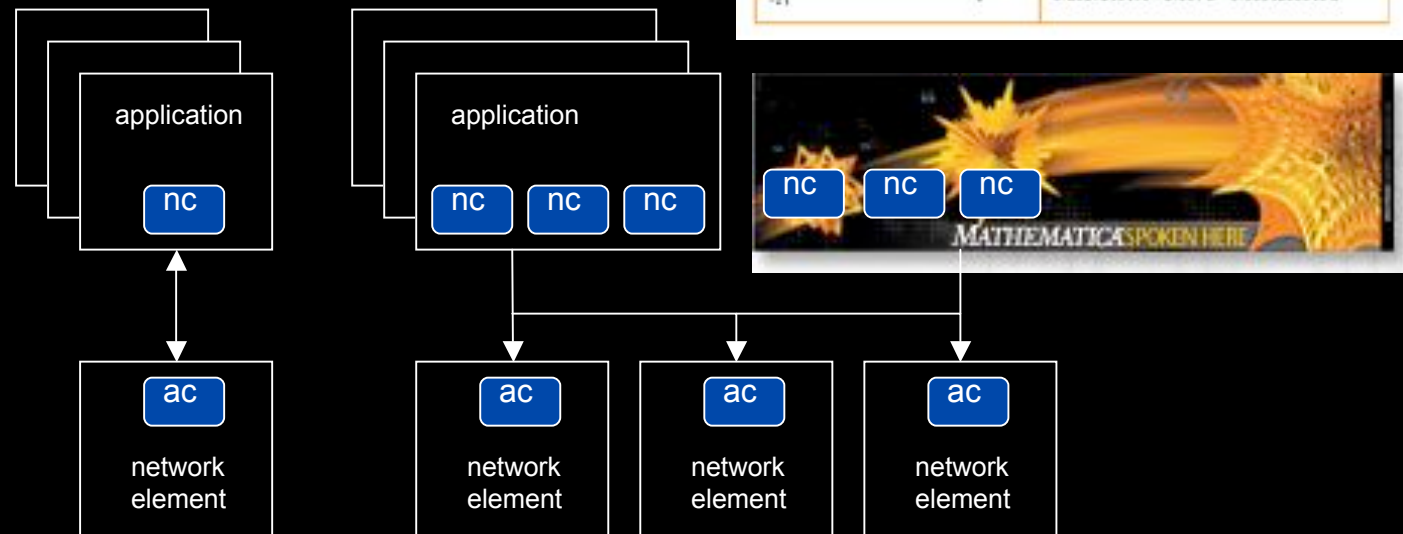 application
nc
application
nc nc nc
nc nc nc
MATHEMATICA SPOKEN HERE
ac
network
element
ac
network
element
ac
network
element
ac
network
element